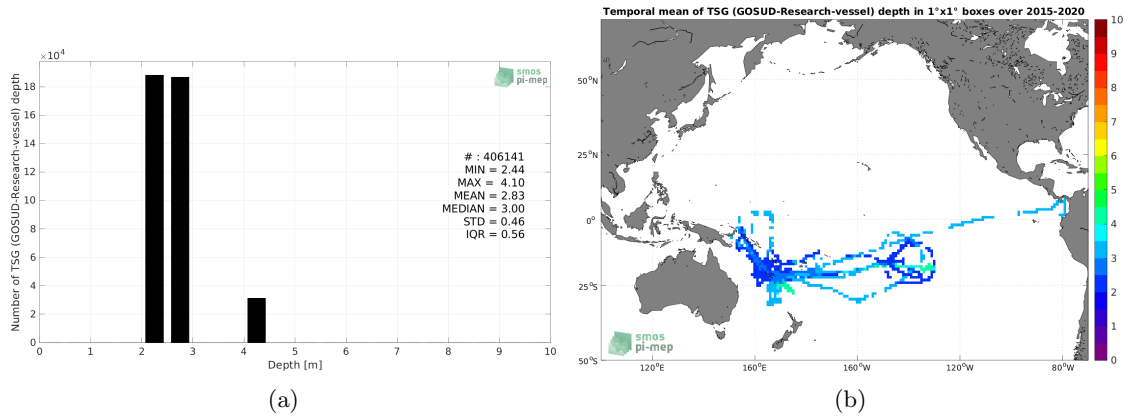 ×10⁴
18
16
14
12
10
8
6
4
2
0
Number of TSG (GOSUD-Research-vessel) depth
smos
pi-mep
# : 406141
MIN = 2.44
MAX = 4.10
MEAN = 2.83
MEDIAN = 3.00
STD = 0.46
IQR = 0.56
0 1 2 3 4 5 6 7 8 9 10
Depth [m]
(a)
Temporal mean of TSG (GOSUD-Research-vessel) depth in 1°x1° boxes over 2015-2020
50°N
25°N
0°
25°S
50°S
smos
pi-mep
120°E 160°E 160°W 120°W 80°W
10
9
8
7
6
5
4
3
2
1
0
(b)